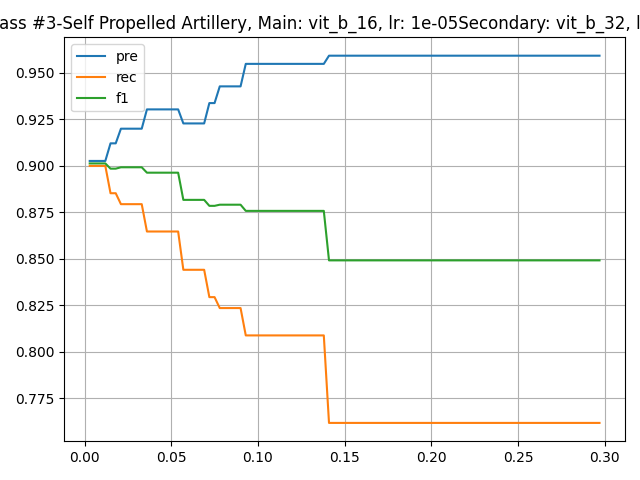 ass #3-Self Propelled Artillery, Main: vit_b_16, lr: 1e-05Secondary: vit_b_32, l
pre
rec
f1
0.950
0.925
0.900
0.875
0.850
0.825
0.800
0.775
0.00 0.05 0.10 0.15 0.20 0.25 0.30